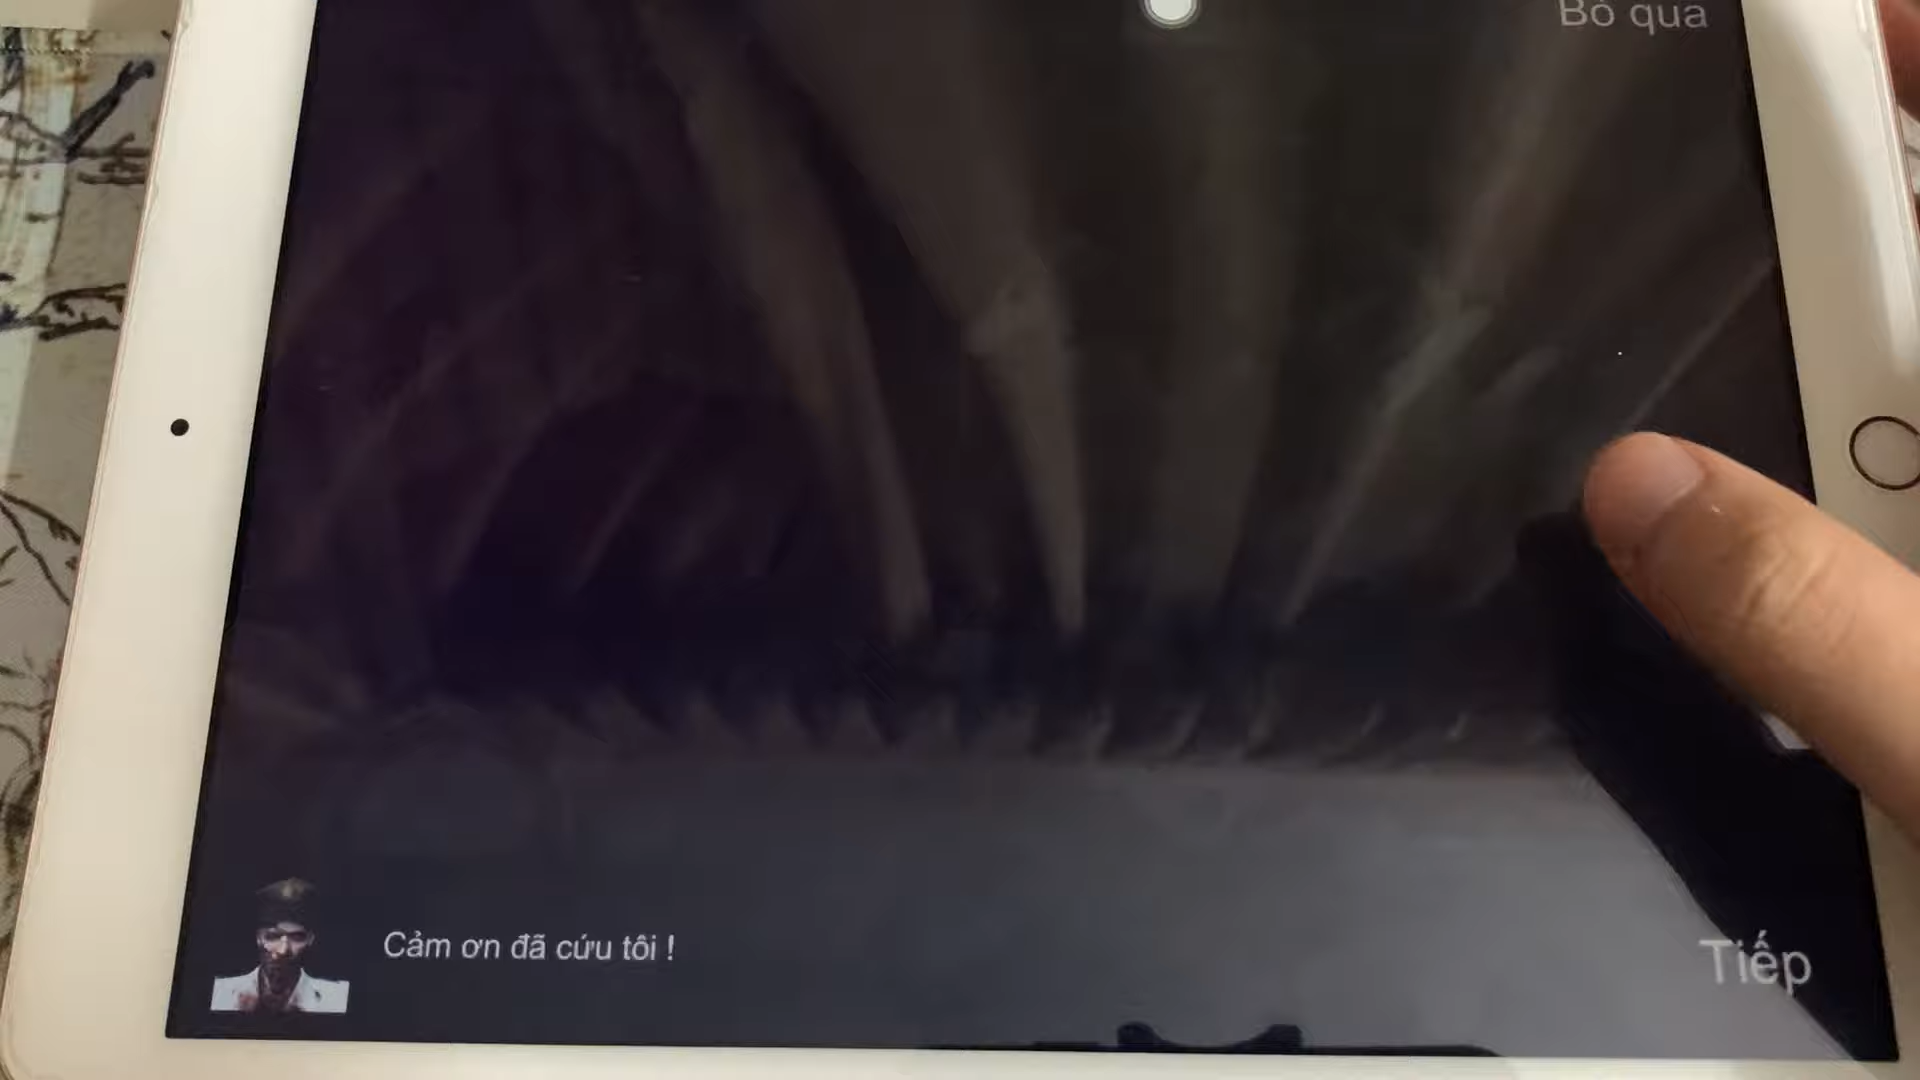 Bỏ qua
Cảm ơn đã cứu tôi !
Tiếp